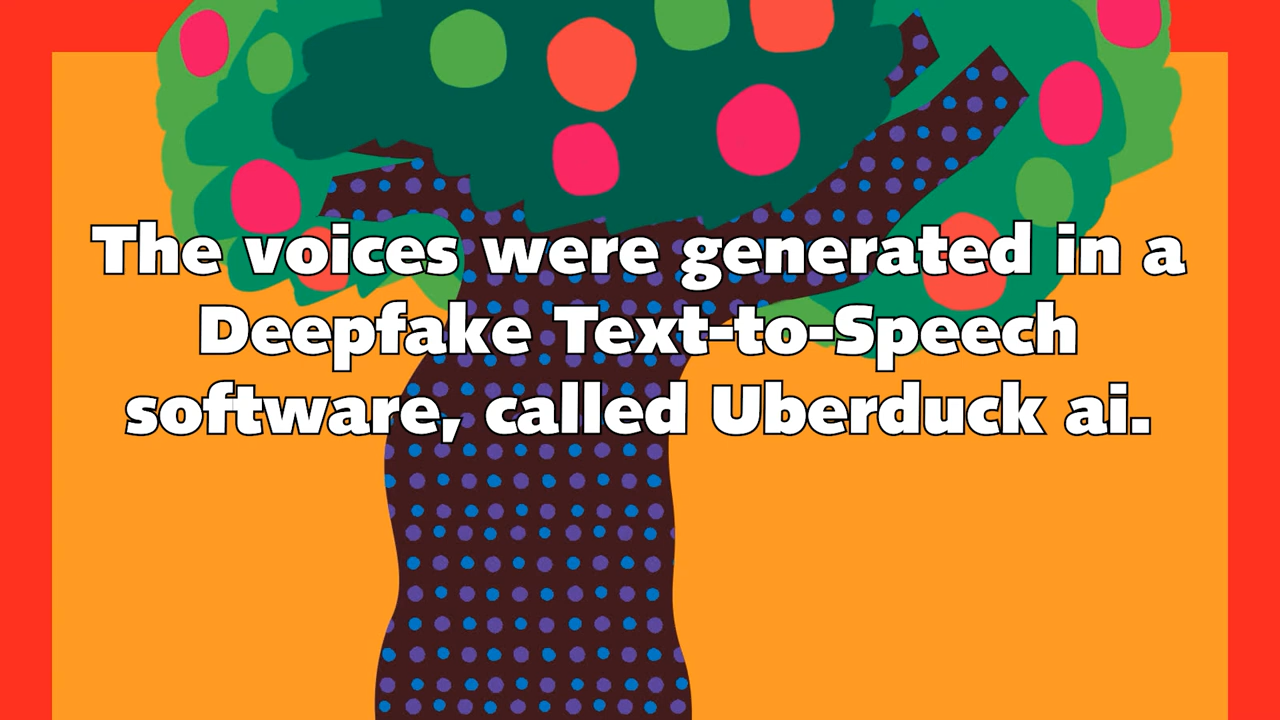 The voices were generated in a
Deepfake Text-to-Speech
software, called Uberduck ai.